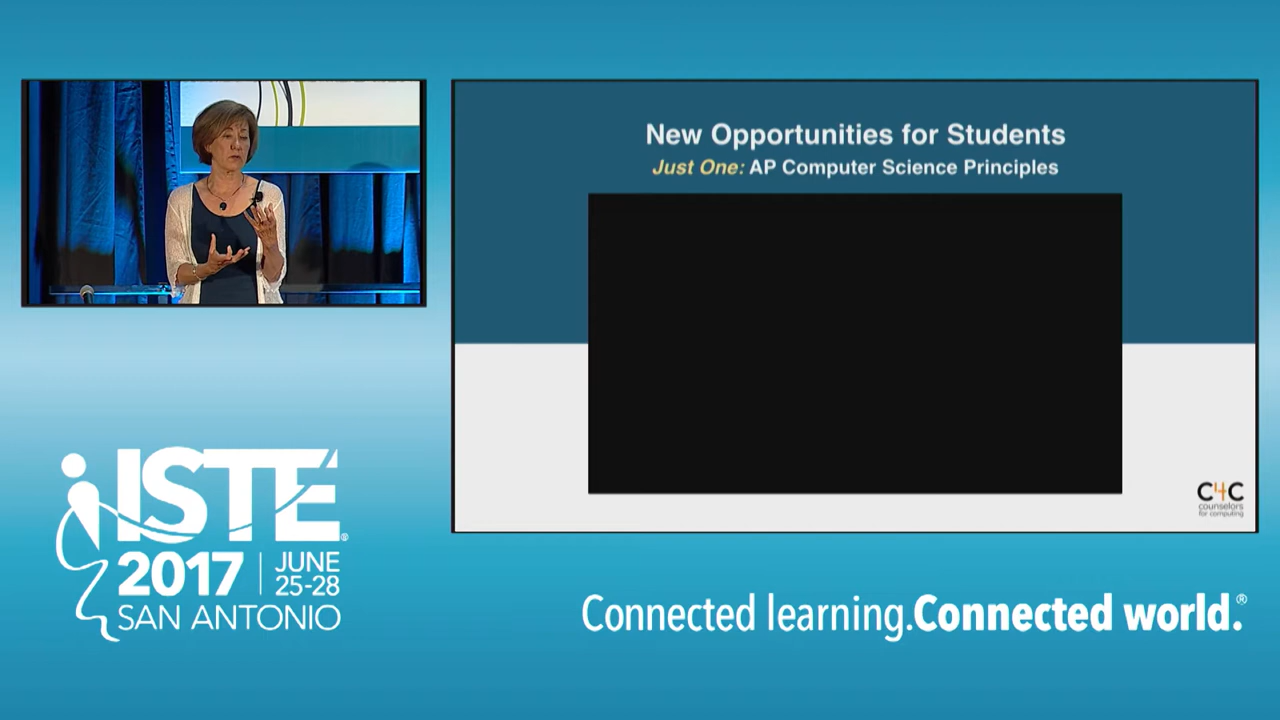 New Opportunities for Students
Just One: AP Computer Science Principles
C4C
counselors
for computing
ISTE®
2017 | JUNE
25-28
SAN ANTONIO
Connected learning.Connected world.®